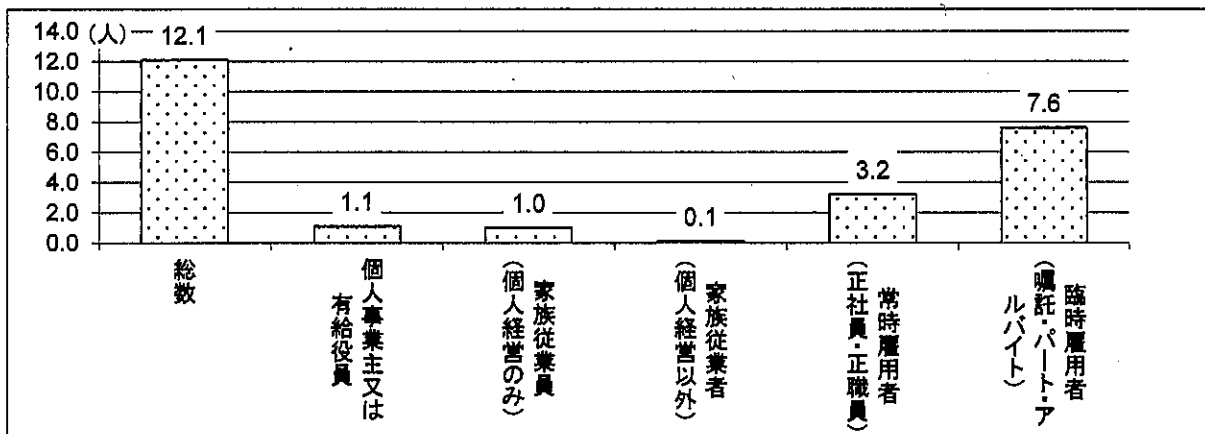 14.0 (人)
12.0
10.0
8.0
6.0
4.0
2.0
0.0
12.1
1.1
1.0
0.1
3.2
7.6
総数
個人事業主又は
有給役員
家族従業員
(個人経営のみ)
家族従業者
(個人経営以外)
常時雇用者
(正社員・正職員)
臨時雇用者
(嘱託・パート・ア
ルバイト)